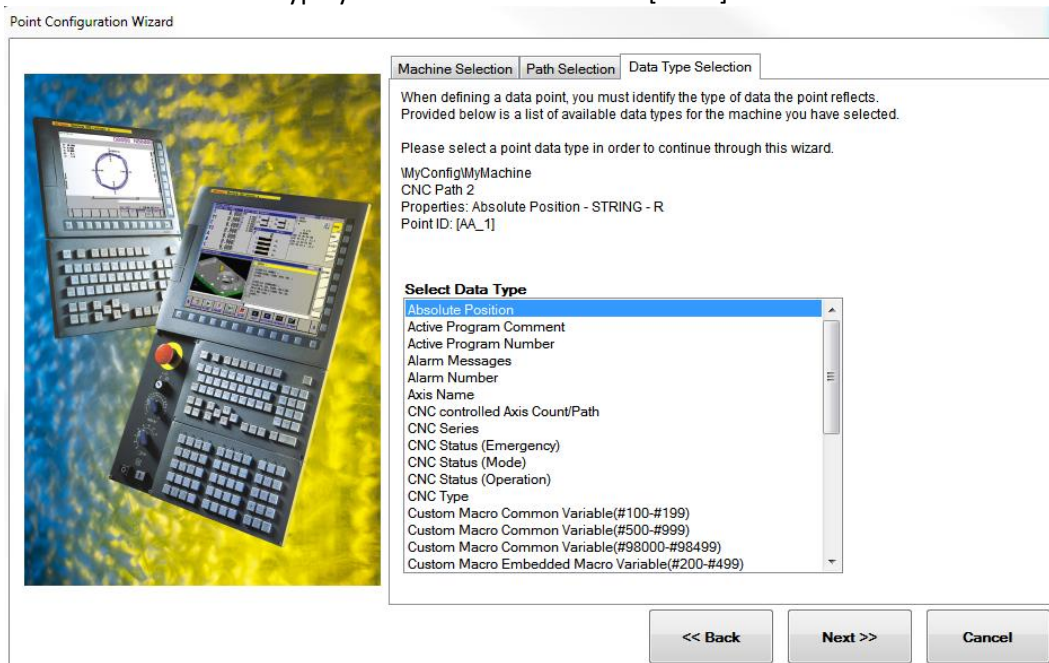 Point Configuration Wizard
Machine Selection Path Selection Data Type Selection
When defining a data point, you must identify the type of data the point reflects.
Provided below is a list of available data types for the machine you have selected.
Please select a point data type in order to continue through this wizard.
\MyConfig\MyMachine
CNC Path 2
Properties: Absolute Position - STRING - R
Point ID: [AA_1]
Select Data Type
Absolute Position
Active Program Comment
Active Program Number
Alarm Messages
Alarm Number
Axis Name
CNC controlled Axis Count/Path
CNC Series
CNC Status (Emergency)
CNC Status (Mode)
CNC Status (Operation)
CNC Type
Custom Macro Common Variable(#100-#199)
Custom Macro Common Variable(#500-#999)
Custom Macro Common Variable(#98000-#98499)
Custom Macro Embedded Macro Variable(#200-#499)
<< Back Next >> Cancel